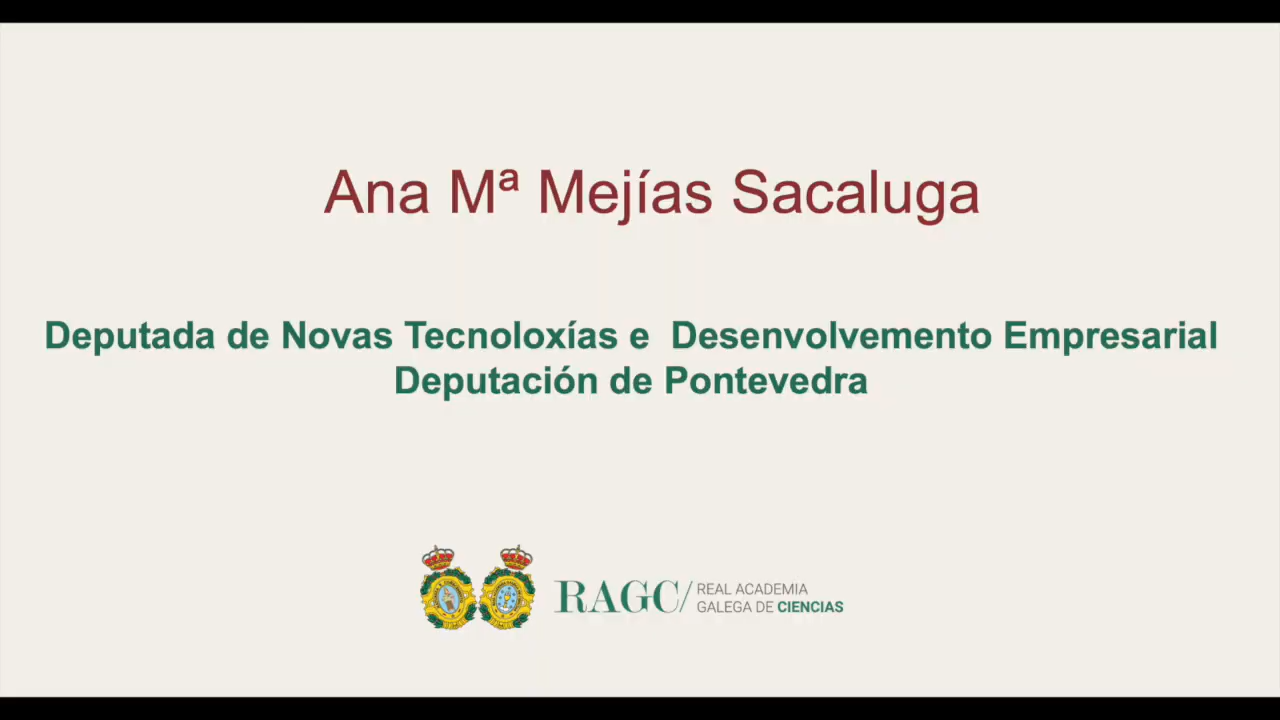 Ana Mª Mejías Sacaluga
Deputada de Novas Tecnoloxías e Desenvolvemento Empresarial
Deputación de Pontevedra
RAGC/ REAL ACADEMIA
GALEGA DE CIENCIAS